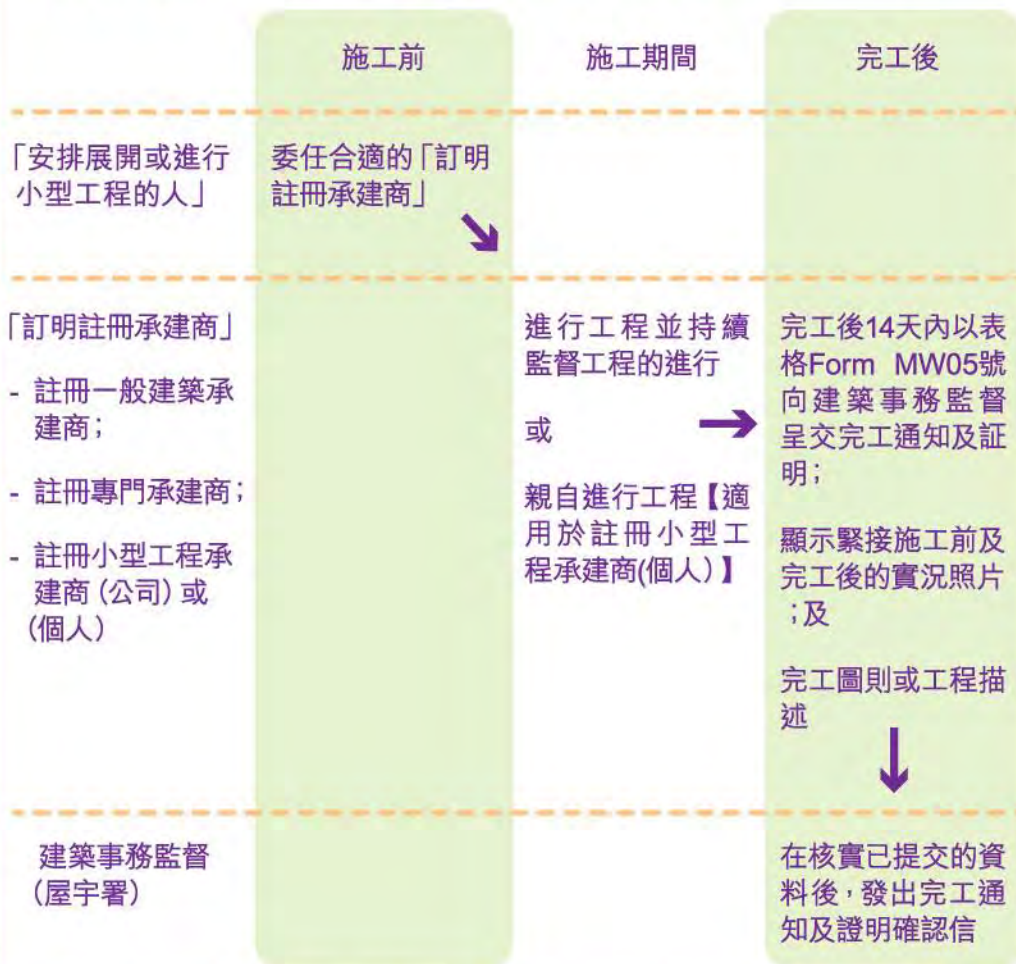 施工前
施工期間
完工後
「安排展開或進行
小型工程的人」
委任合適的「訂明
註冊承建商」
「訂明註冊承建商」
- 註冊一般建築承
建商；
- 註冊專門承建商；
- 註冊小型工程承
建商（公司）或
（個人）
進行工程並持續
監督工程的進行
或
親自進行工程【適
用於註冊小型工
程承建商(個人）】
完工後14天內以表
格Form MW05號
向建築事務監督
呈交完工通知及証
明；
顯示緊接施工前及
完工後的實況照片
；及
完工圖則或工程描
述
建築事務監督
（屋宇署）
在核實已提交的資
料後，發出完工通
知及證明確認信